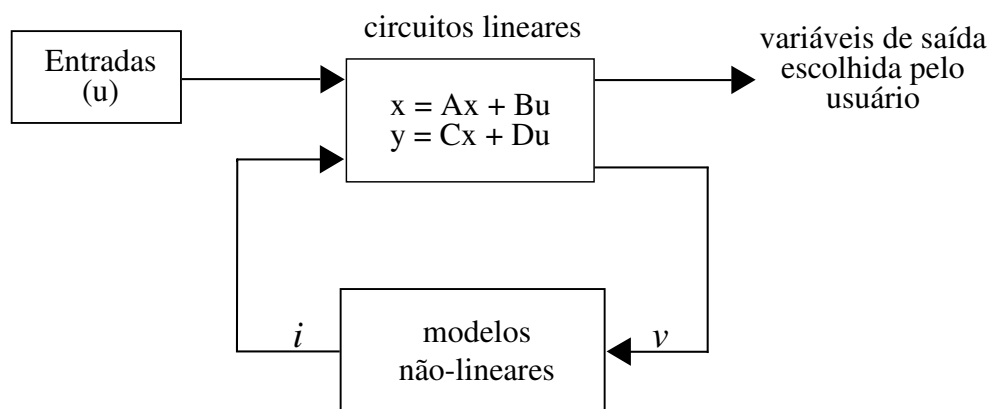 circuitos lineares
Entradas
(u)
x = Ax + Bu
y = Cx + Du
variáveis de saída
escolhida pelo
usuário
i
modelos
não-lineares
v